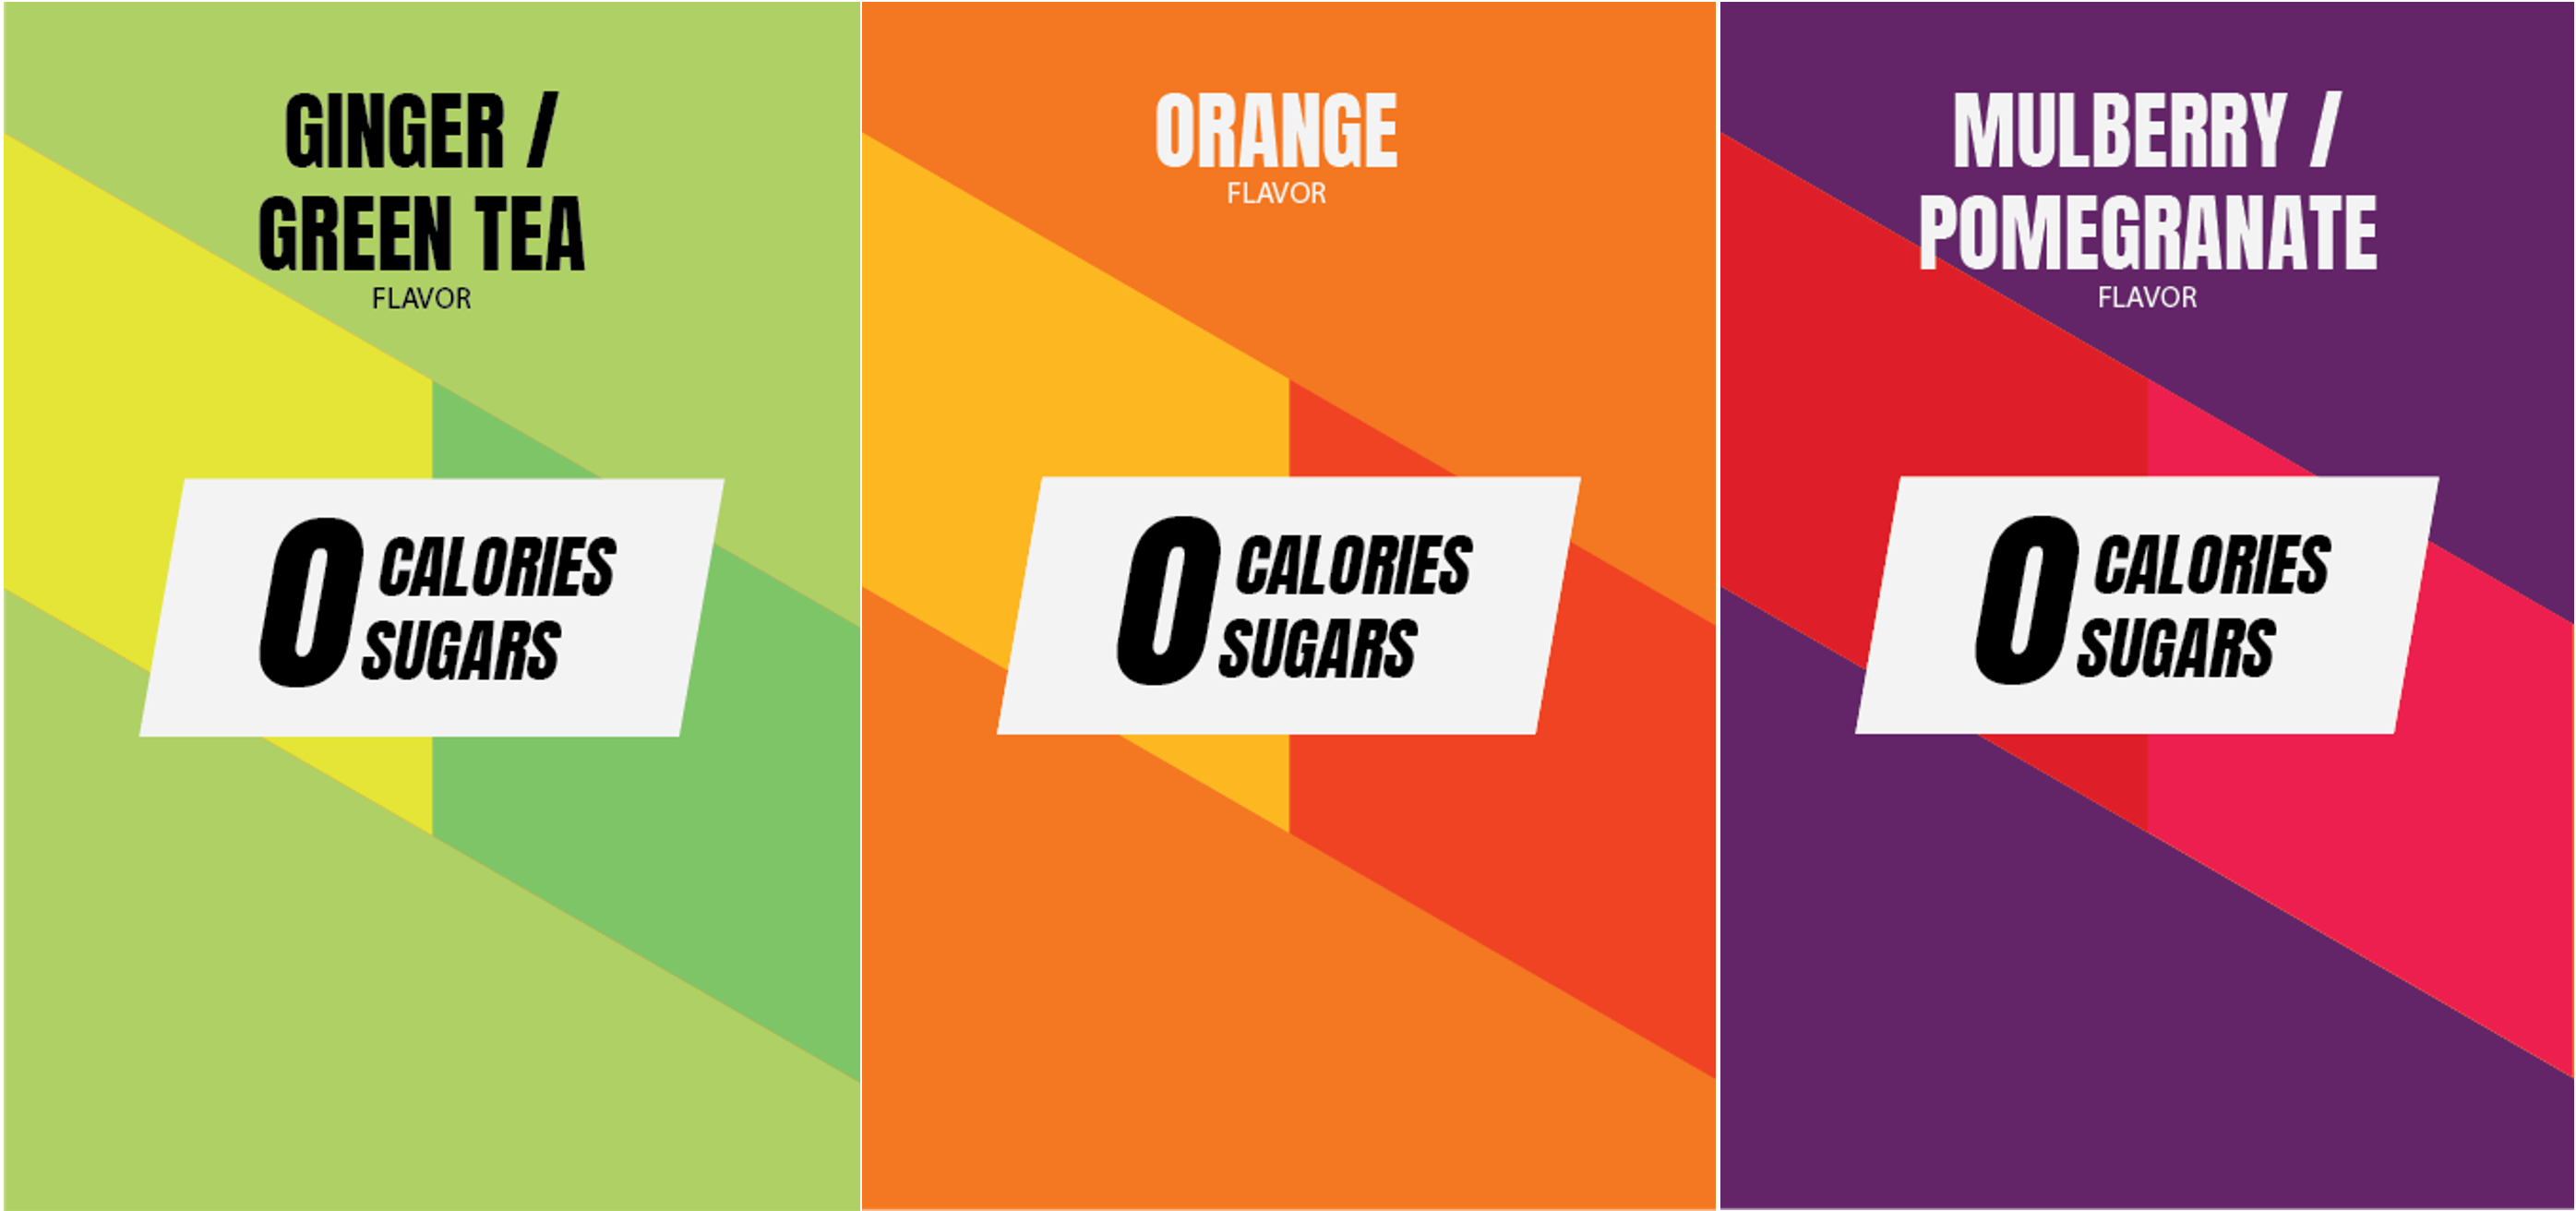 GINGER /
GREEN TEA
FLAVOR
0 CALORIES
SUGARS
ORANGE
FLAVOR
0 CALORIES
SUGARS
MULBERRY /
POMEGRANATE
FLAVOR
0 CALORIES
SUGARS